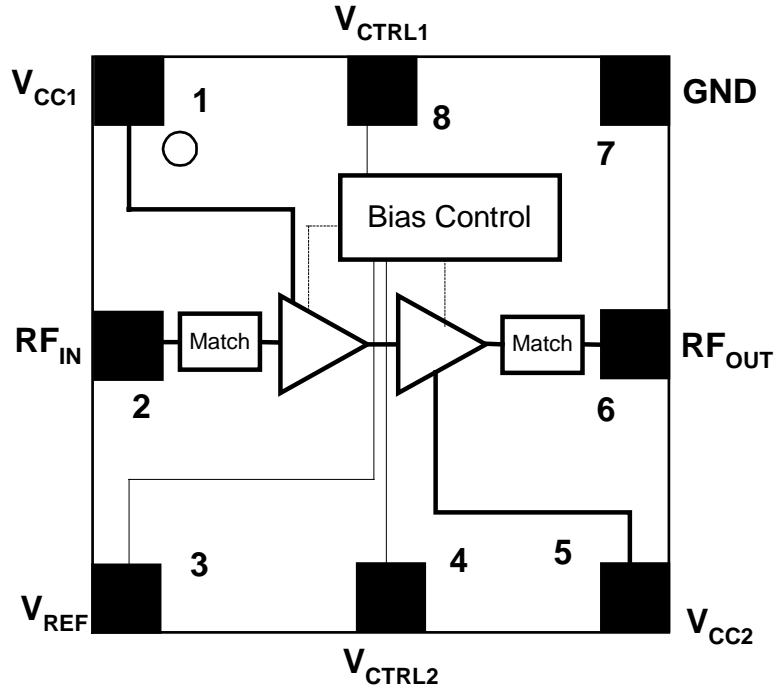 VCTRL1
VCC1
1
8
7
GND
Bias Control
RFIN
Match
Match
RFOUT
2
6
3
4
5
VREF
VCTRL2
VCC2